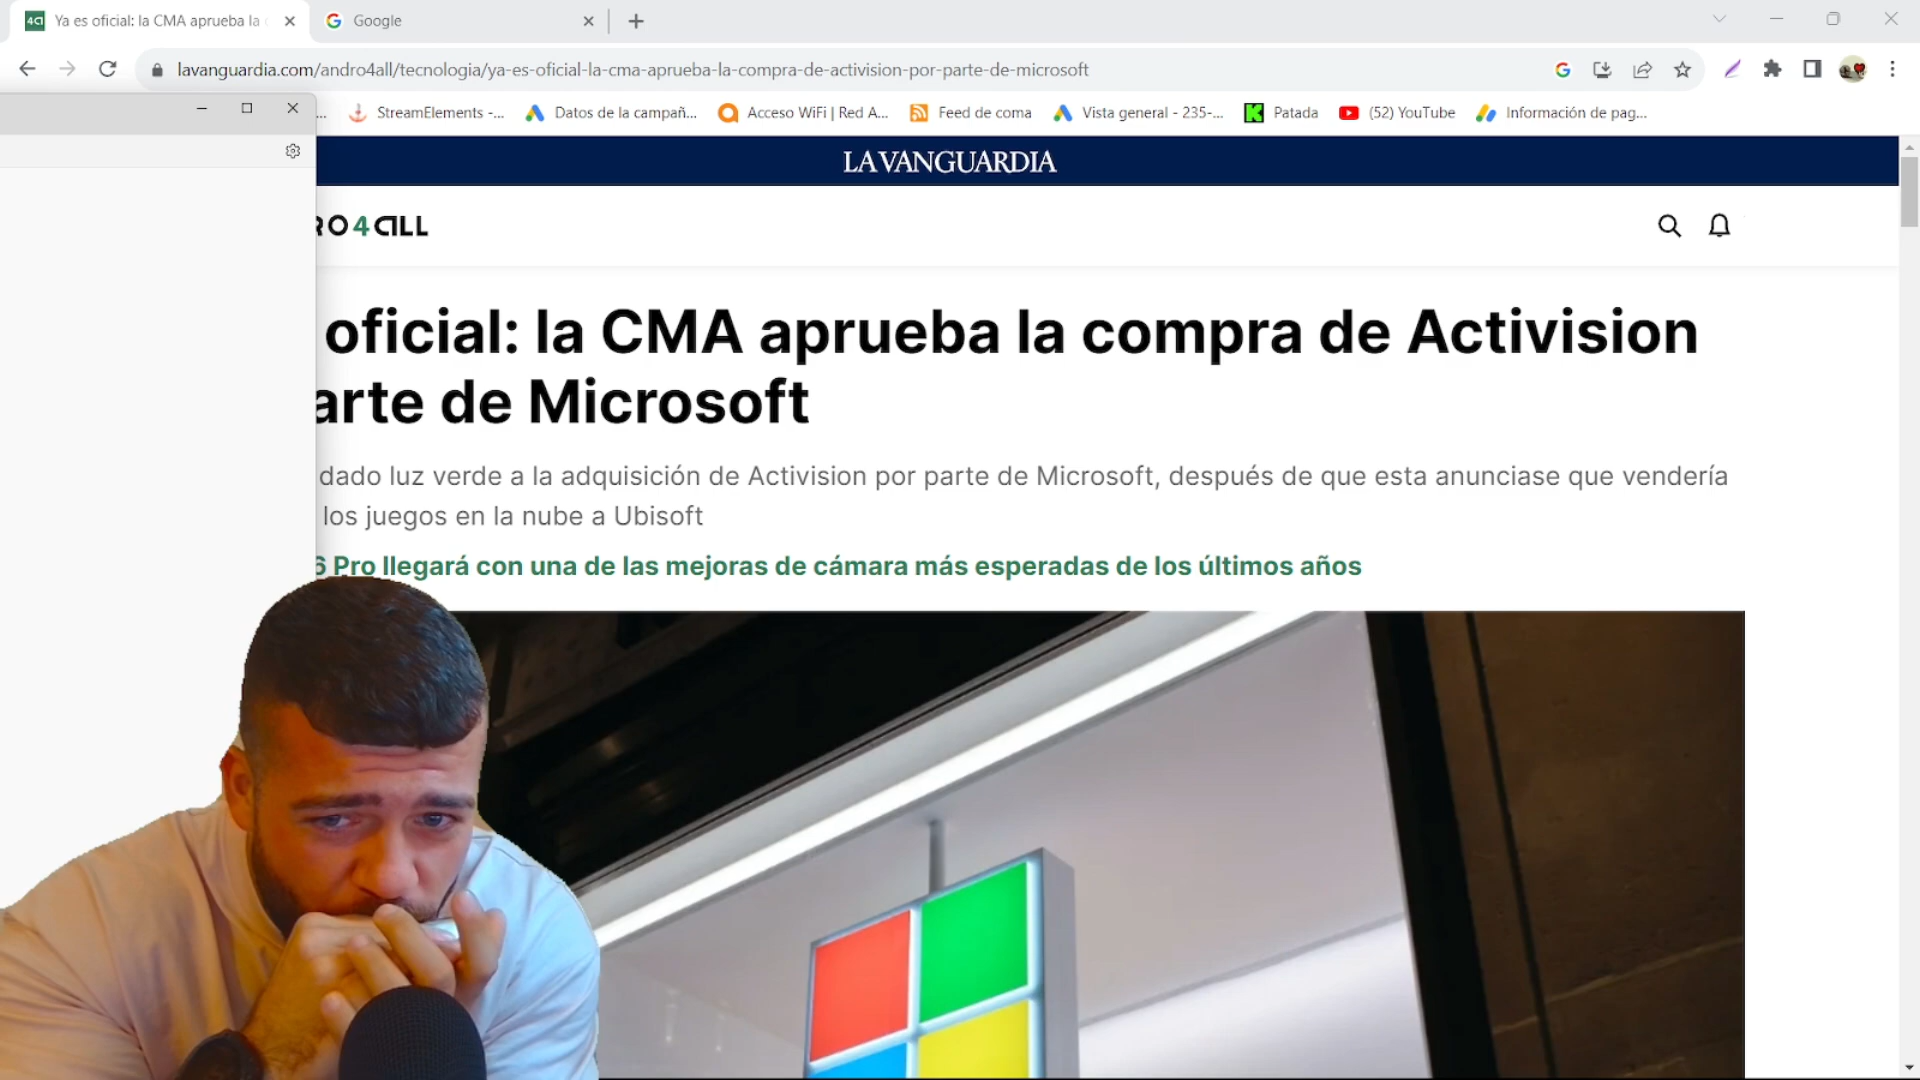 4CI Ya es oficial: la CMA aprueba la
Google
lavanguardia.com/andro4all/tecnologia/ya-es-oficial-la-cma-aprueba-la-compra-de-activision-por-parte-de-microsoft
... StreamElements -... Datos de la campañ... Acceso WiFi | Red A... Feed de coma Vista general - 235-... Patada (52) YouTube Información de pag...
LA VANGUARDIA
RO4ALL
oficial: la CMA aprueba la compra de Activision
arte de Microsoft
dado luz verde a la adquisición de Activision por parte de Microsoft, después de que esta anunciase que vendería
los juegos en la nube a Ubisoft
6 Pro llegará con una de las mejoras de cámara más esperadas de los últimos años